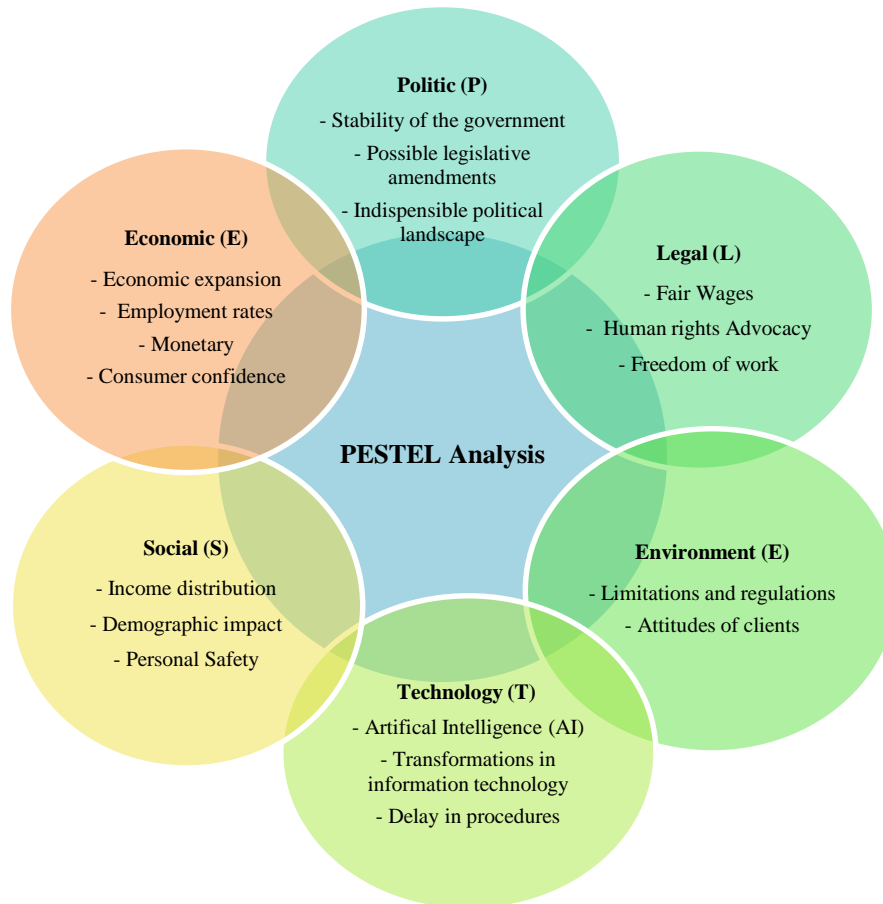 Politic (P)
- Stability of the government
- Possible legislative
amendments
- Indispensible political
landscape
Economic (E)
- Economic expansion
- Employment rates
- Monetary
- Consumer confidence
Legal (L)
- Fair Wages
- Human rights Advocacy
- Freedom of work
PESTEL Analysis
Social (S)
- Income distribution
- Demographic impact
- Personal Safety
Environment (E)
- Limitations and regulations
- Attitudes of clients
Technology (T)
- Artifical Intelligence (AI)
- Transformations in
information technology
- Delay in procedures